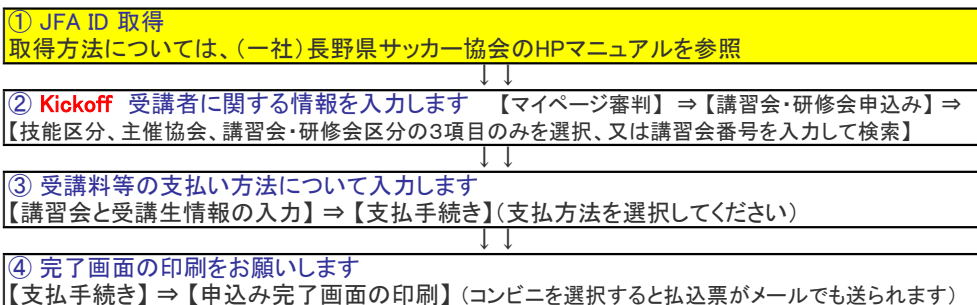 ① JFA ID 取得
取得方法については、（一社）長野県サッカー協会のHPマニュアルを参照
↓ ↓
② Kickoff 受講者に関する情報を入力します 【マイページ審判】 ⇒ 【講習会・研修会申込み】 ⇒
【技能区分、主催協会、講習会・研修会区分の３項目のみを選択、又は講習会番号を入力して検索】
↓ ↓
③ 受講料等の支払い方法について入力します
【講習会と受講生情報の入力】 ⇒ 【支払手続き】（支払方法を選択してください）
↓ ↓
④ 完了画面の印刷をお願いします
【支払手続き】 ⇒ 【申込み完了画面の印刷】 （コンビニを選択すると払込票がメールでも送られます）